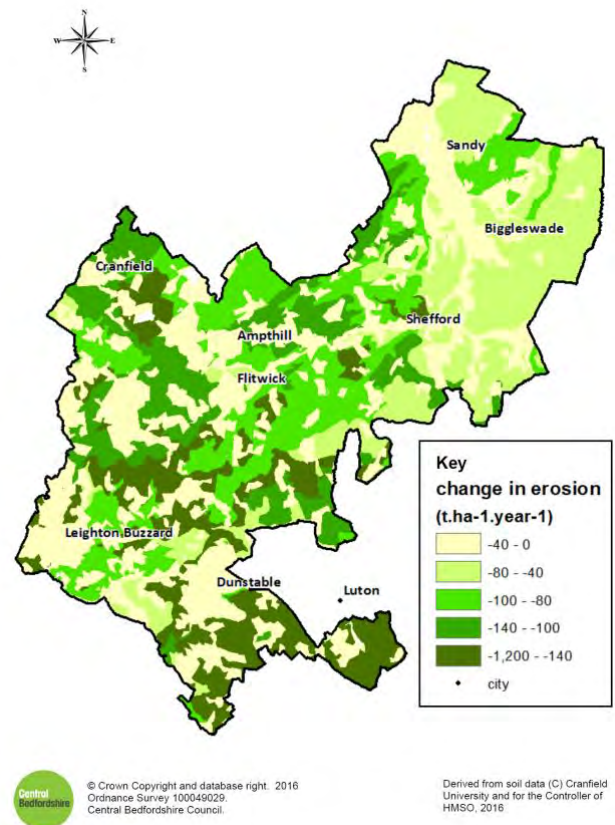 N
W E
S
Sandy
Biggleswade
Cranfield
Shefford
Ampthill
Flitwick
Leighton Buzzard
Dunstable
Luton
Key
change in erosion
(t.ha-1.year-1)
-40 - 0
-80 - -40
-100 - -80
-140 - -100
-1,200 - -140
city
Central
Bedfordshire
© Crown Copyright and database right. 2016
Ordnance Survey 100049029.
Central Bedfordshire Council.
Derived from soil data (C) Cranfield
University and for the Controller of
HMSO, 2016